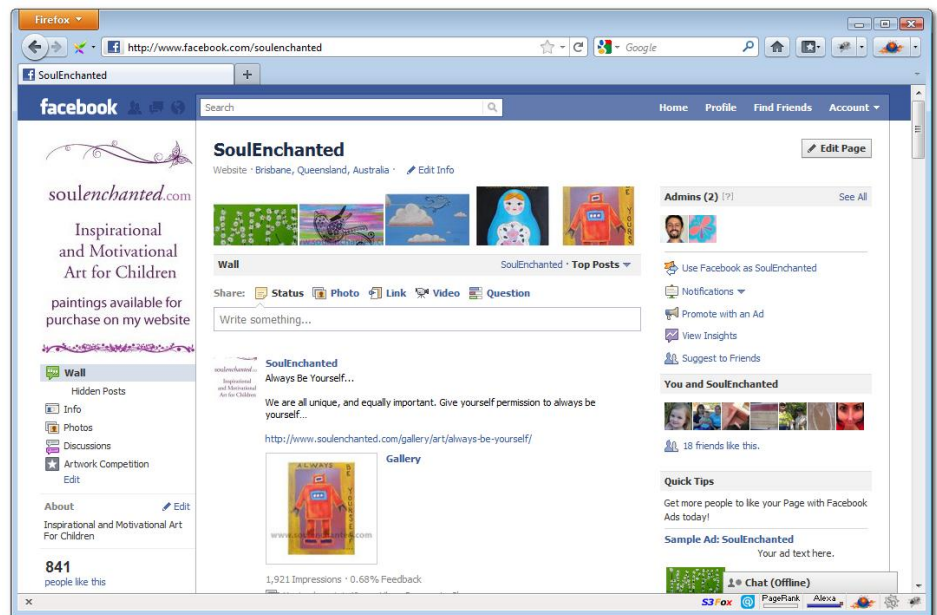 Firefox
http://www.facebook.com/soulenchanted
Google
SoulEnchanted
facebook
Search
Home Profile Find Friends Account
soulenchanted.com
Inspirational
and Motivational
Art for Children
paintings available for
purchase on my website
Wall
Hidden Posts
Info
Photos
Discussions
Artwork Competition
Edit
About Edit
Inspirational and Motivational Art
For Children
841
people like this
SoulEnchanted
Website · Brisbane, Queensland, Australia · Edit Info
Edit Page
Wall SoulEnchanted · Top Posts
Share: Status Photo Link Video Question
Write something...
SoulEnchanted
Always Be Yourself...
We are all unique, and equally important. Give yourself permission to always be
yourself...
http://www.soulenchanted.com/gallery/art/always-be-yourself/
Gallery
ALWAYS BE YOURSELF
www.soulenchanted.com
1,921 Impressions · 0.68% Feedback
Admins (2) [?] See All
Use Facebook as SoulEnchanted
Notifications
Promote with an Ad
View Insights
Suggest to Friends
You and SoulEnchanted
18 friends like this.
Quick Tips
Get more people to like your Page with Facebook
Ads today!
Sample Ad: SoulEnchanted
Your ad text here.
Chat (Offline)
S3Fox PageRank Alexa